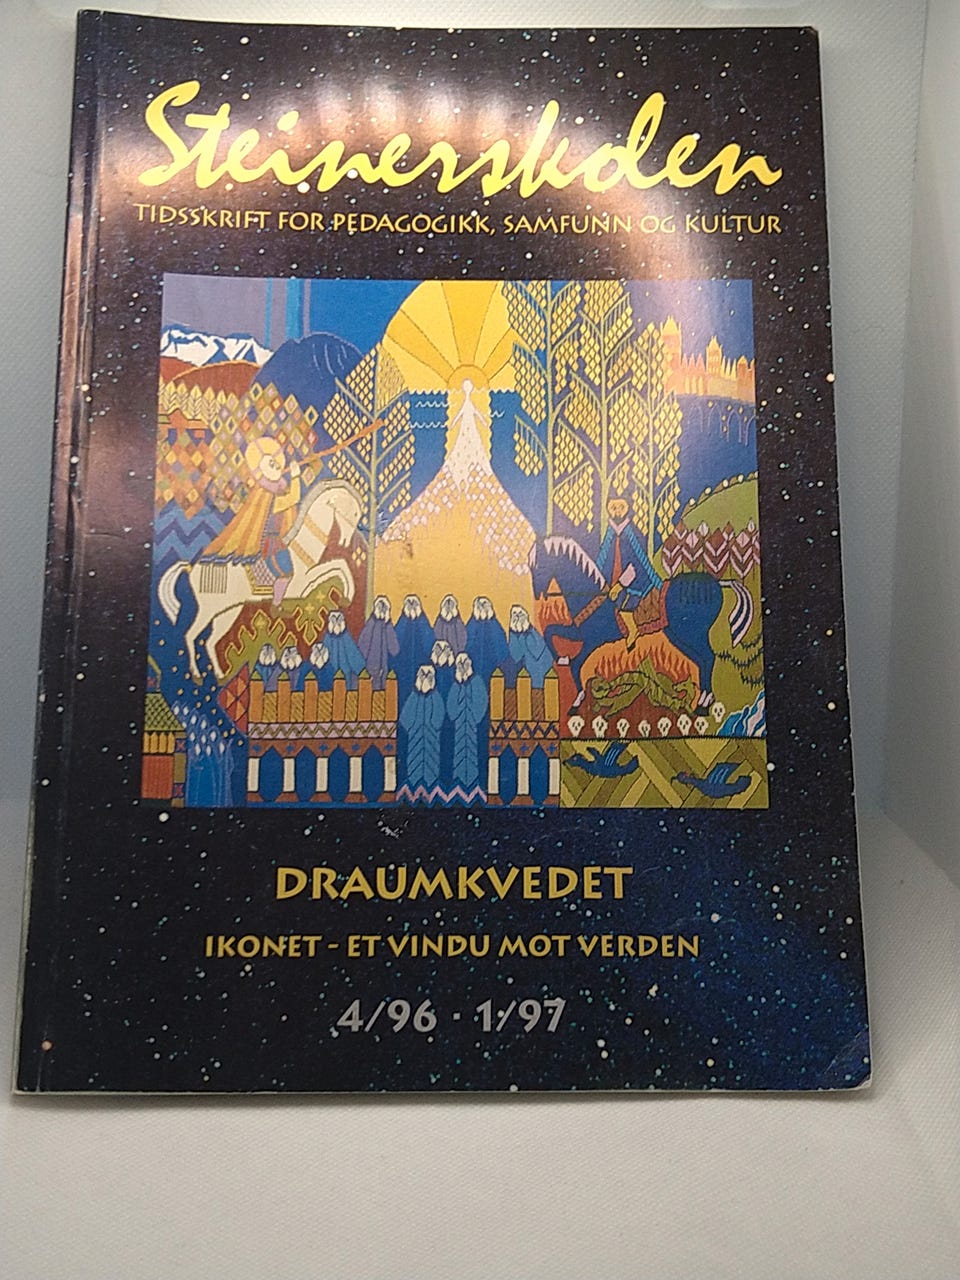 Steinerskolen
TIDSSKRIFT FOR PEDAGOGIKK, SAMFUNN OG KULTUR
DRAUMKVEDET
IKONET - ET VINDU MOT VERDEN
4/96 · 1/97